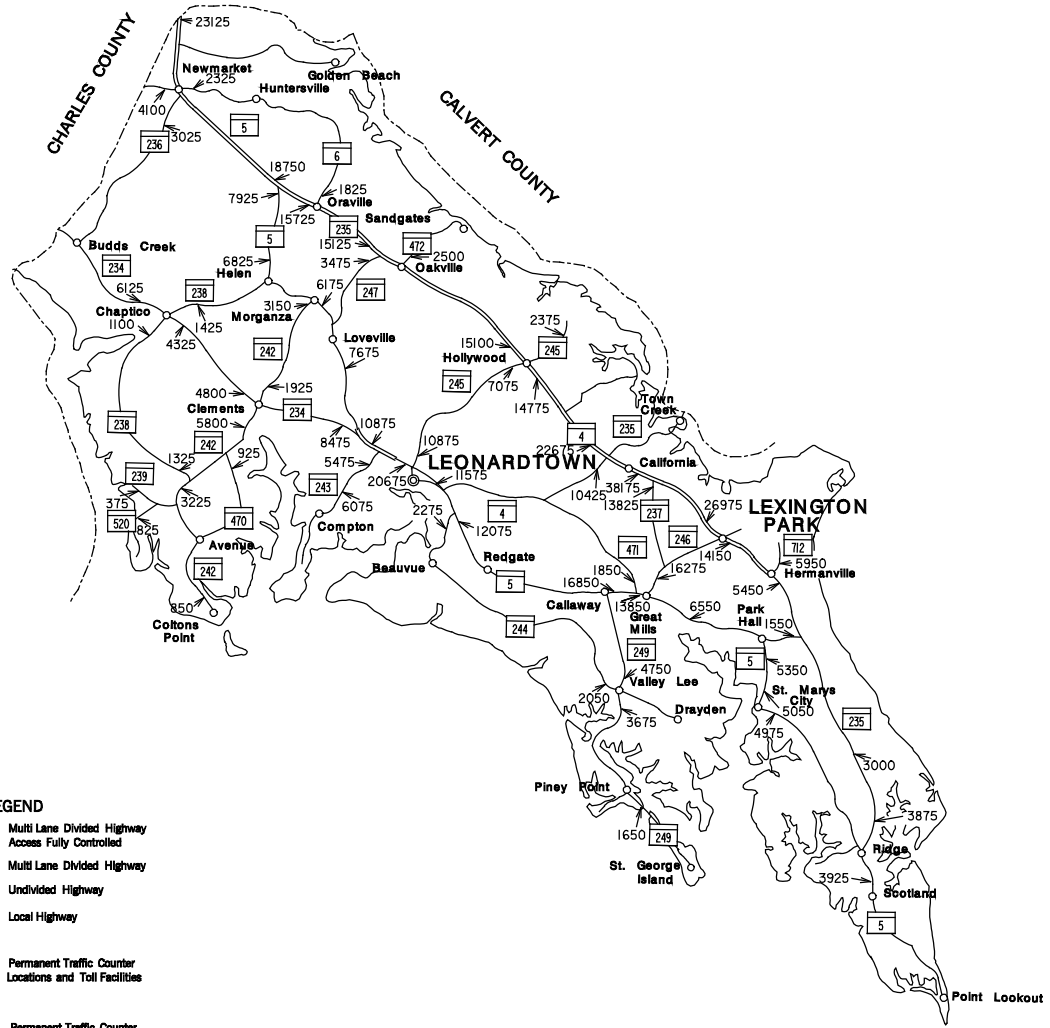 23125
CHARLES COUNTY
Newmarket
2325
Golden Beach
Huntersville
4100
5
3025
236
CALVERT COUNTY
6
18750
7925
1825
Oraville
15725
Sandgates
235
5
15125
472
Budds Creek
234
3475
2500
Oakville
6825
Helen
247
6125
238
6175
3150
Chaptico
1100
1425
Morganza
4325
2375
Loveville
242
15100
245
7675
Hollywood
245
7075
1925
4800
14775
Clements
234
Town
Creek
5800
238
10875
235
4
242
8475
10875
22675
1325
925
5475
LEONARDTOWN
California
239
11575
20675
10425
38175
243
375
3225
13825
26975
LEXINGTON
PARK
6075
4
237
520
470
2275
825
Compton
12075
246
Avenue
14150
712
471
Redgate
5950
242
Beauvue
1850
16275
Hermanville
5
16850
5450
850
Callaway
13850
6550
Park
Hall
Coltons
Point
Great
Mills
1550
244
249
5
5350
4750
Valley Lee
St. Marys
City
2050
5050
Drayden
3675
235
4975
3000
Piney Point
LEGEND
3875
Multi Lane Divided Highway
Access Fully Controlled
1650
249
Ridge
Multi Lane Divided Highway
St. George
Island
3925
Undivided Highway
Scotland
Local Highway
5
Permanent Traffic Counter
Locations and Toll Facilities
Point Lookout
Permanent Traffic Counter